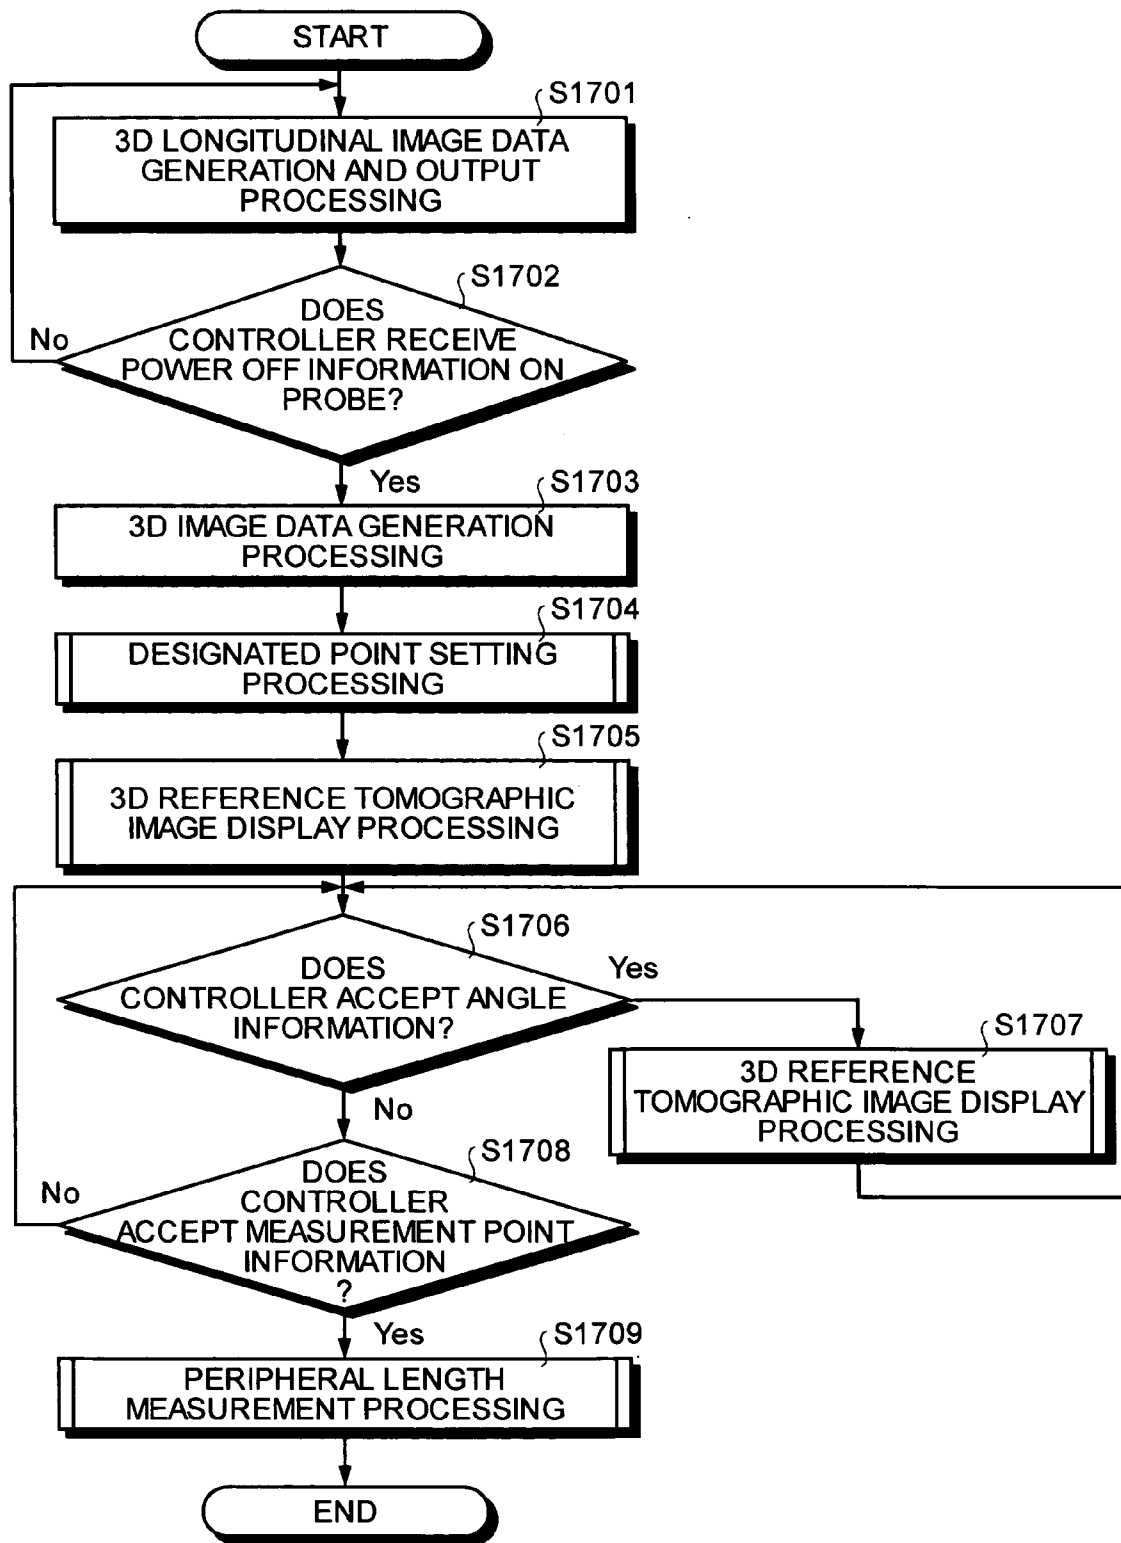 START
S1701
3D LONGITUDINAL IMAGE DATA
GENERATION AND OUTPUT
PROCESSING
S1702
DOES
CONTROLLER RECEIVE
POWER OFF INFORMATION ON
PROBE?
No
Yes
S1703
3D IMAGE DATA GENERATION
PROCESSING
S1704
DESIGNATED POINT SETTING
PROCESSING
S1705
3D REFERENCE TOMOGRAPHIC
IMAGE DISPLAY PROCESSING
S1706
DOES
CONTROLLER ACCEPT ANGLE
INFORMATION?
Yes
No
S1707
3D REFERENCE
TOMOGRAPHIC IMAGE DISPLAY
PROCESSING
S1708
DOES
CONTROLLER
ACCEPT MEASUREMENT POINT
INFORMATION
?
No
Yes
S1709
PERIPHERAL LENGTH
MEASUREMENT PROCESSING
END